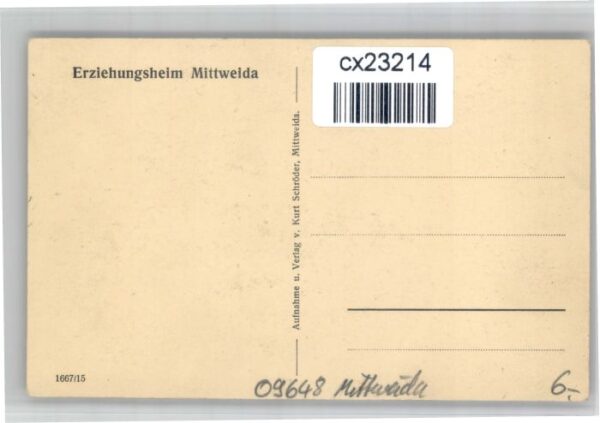 Erziehungsheim Mittweida
cx23214
Aufnahme u. Verlag v. Kurt Schröder, Mittweida.
1667/15
09648 Mittweida
6.-